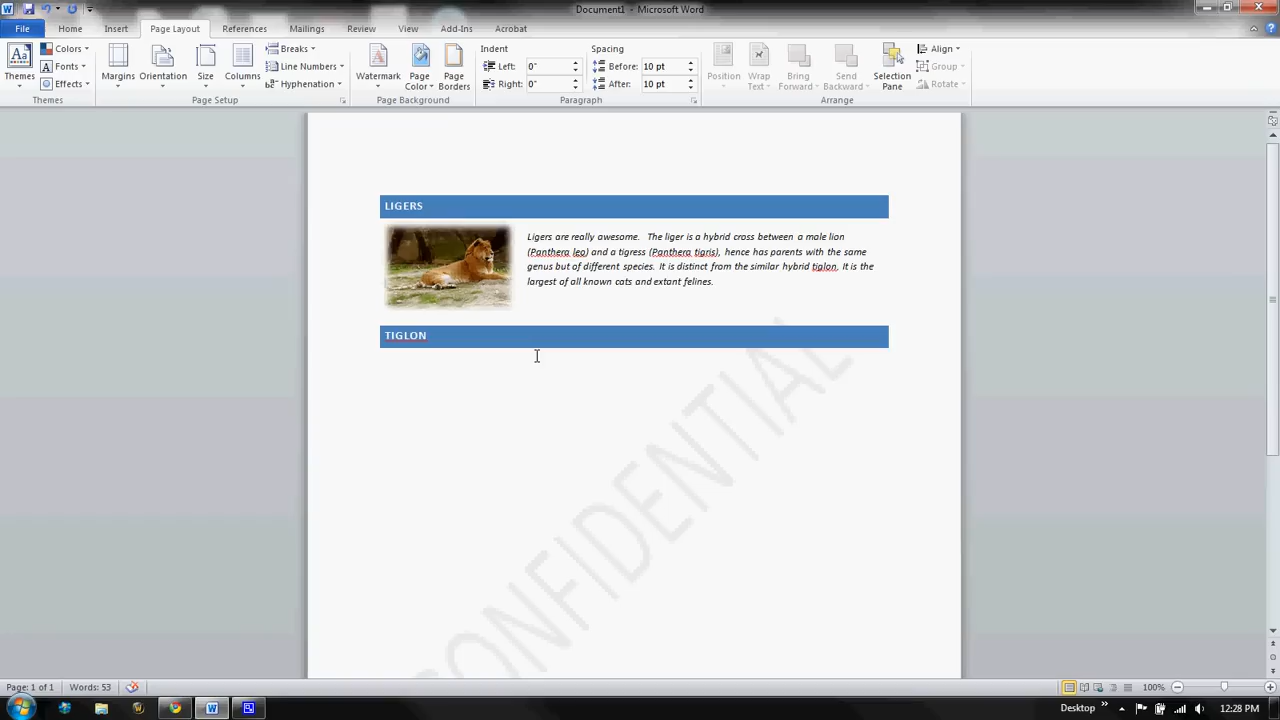 Document1 - Microsoft Word
File Home Insert Page Layout References Mailings Review View Add-Ins Acrobat
Themes
Colors
Fonts
Effects
Themes
Margins
Orientation
Size
Columns
Breaks
Line Numbers
Hyphenation
Page Setup
Watermark
Page Color
Page Borders
Page Background
Indent
Left: 0"
Right: 0"
Spacing
Before: 10 pt
After: 10 pt
Paragraph
Position
Wrap Text
Bring Forward
Send Backward
Selection Pane
Align
Group
Rotate
Arrange
LIGERS
Ligers are really awesome. The liger is a hybrid cross between a male lion
(Panthera leo) and a tigress (Panthera tigris), hence has parents with the same
genus but of different species. It is distinct from the similar hybrid tiglon. It is the
largest of all known cats and extant felines.
TIGLON
CONFIDENTIAL
Page: 1 of 1 Words: 53 100%
Desktop 12:28 PM